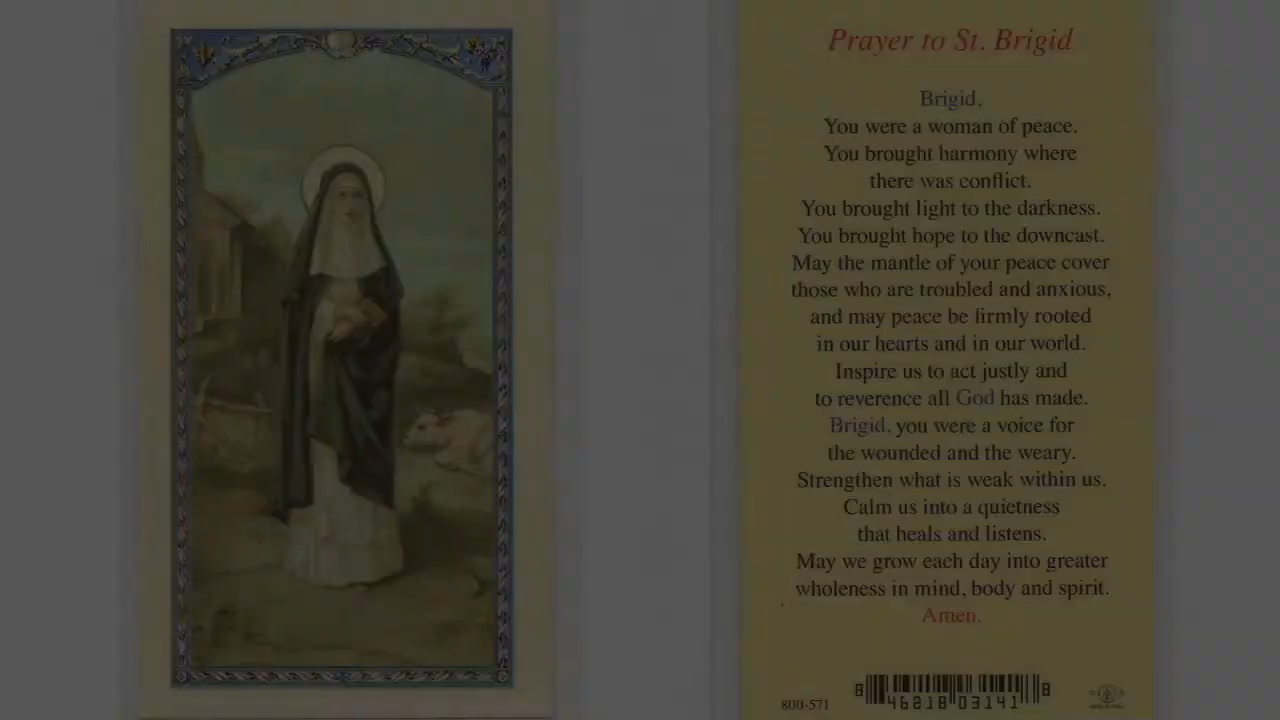 Prayer to St. Brigid
Brigid,
You were a woman of peace.
You brought harmony where
there was conflict.
You brought light to the darkness.
You brought hope to the downcast.
May the mantle of your peace cover
those who are troubled and anxious,
and may peace be firmly rooted
in our hearts and in our world.
Inspire us to act justly and
to reverence all God has made.
Brigid, you were a voice for
the wounded and the weary.
Strengthen what is weak within us.
Calm us into a quietness
that heals and listens.
May we grow each day into greater
wholeness in mind, body and spirit.
Amen.
800-571
8 46218 03141 8